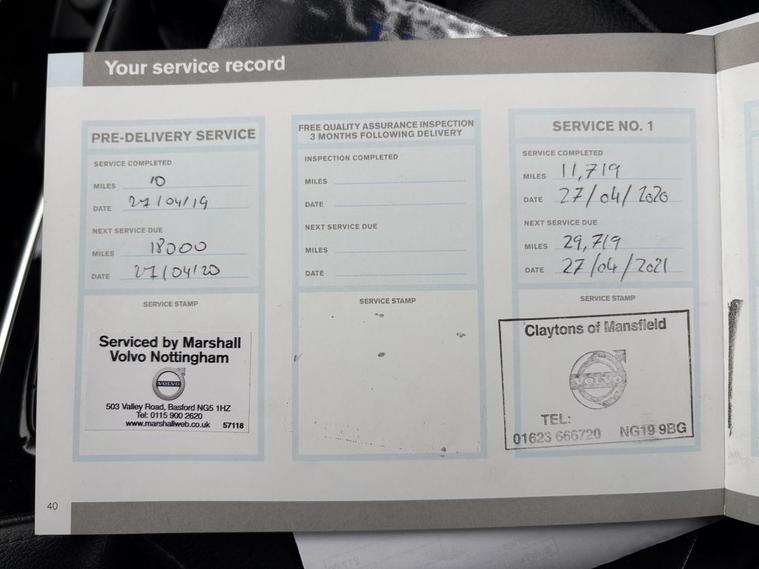 Your service record
PRE-DELIVERY SERVICE
SERVICE COMPLETED
MILES 10
DATE 27/04/19
NEXT SERVICE DUE
MILES 18000
DATE 27/04/20
SERVICE STAMP
Serviced by Marshall
Volvo Nottingham
VOLVO
503 Valley Road, Basford NG5 1HZ
Tel: 0115 900 2620
www.marshallweb.co.uk 57118
FREE QUALITY ASSURANCE INSPECTION
3 MONTHS FOLLOWING DELIVERY
INSPECTION COMPLETED
MILES
DATE
NEXT SERVICE DUE
MILES
DATE
SERVICE STAMP
SERVICE NO. 1
SERVICE COMPLETED
MILES 11,719
DATE 27/04/2020
NEXT SERVICE DUE
MILES 29,719
DATE 27/04/2021
SERVICE STAMP
Claytons of Mansfield
VOLVO
TEL:
01623 666720 NG19 9BG
40